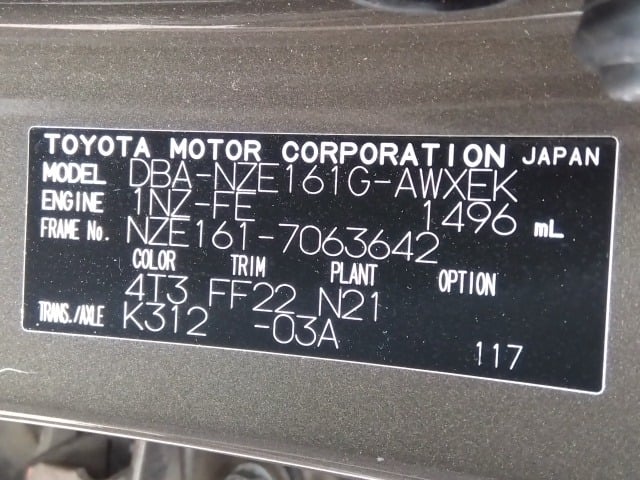 TOYOTA MOTOR CORPORATION JAPAN
MODEL DBA-NZE161G-AWXEK
ENGINE 1NZ-FE 1496 mL
FRAME No. NZE161-7063642
COLOR TRIM PLANT OPTION
4T3 FF22 N21
TRANS./AXLE K312 -03A
117